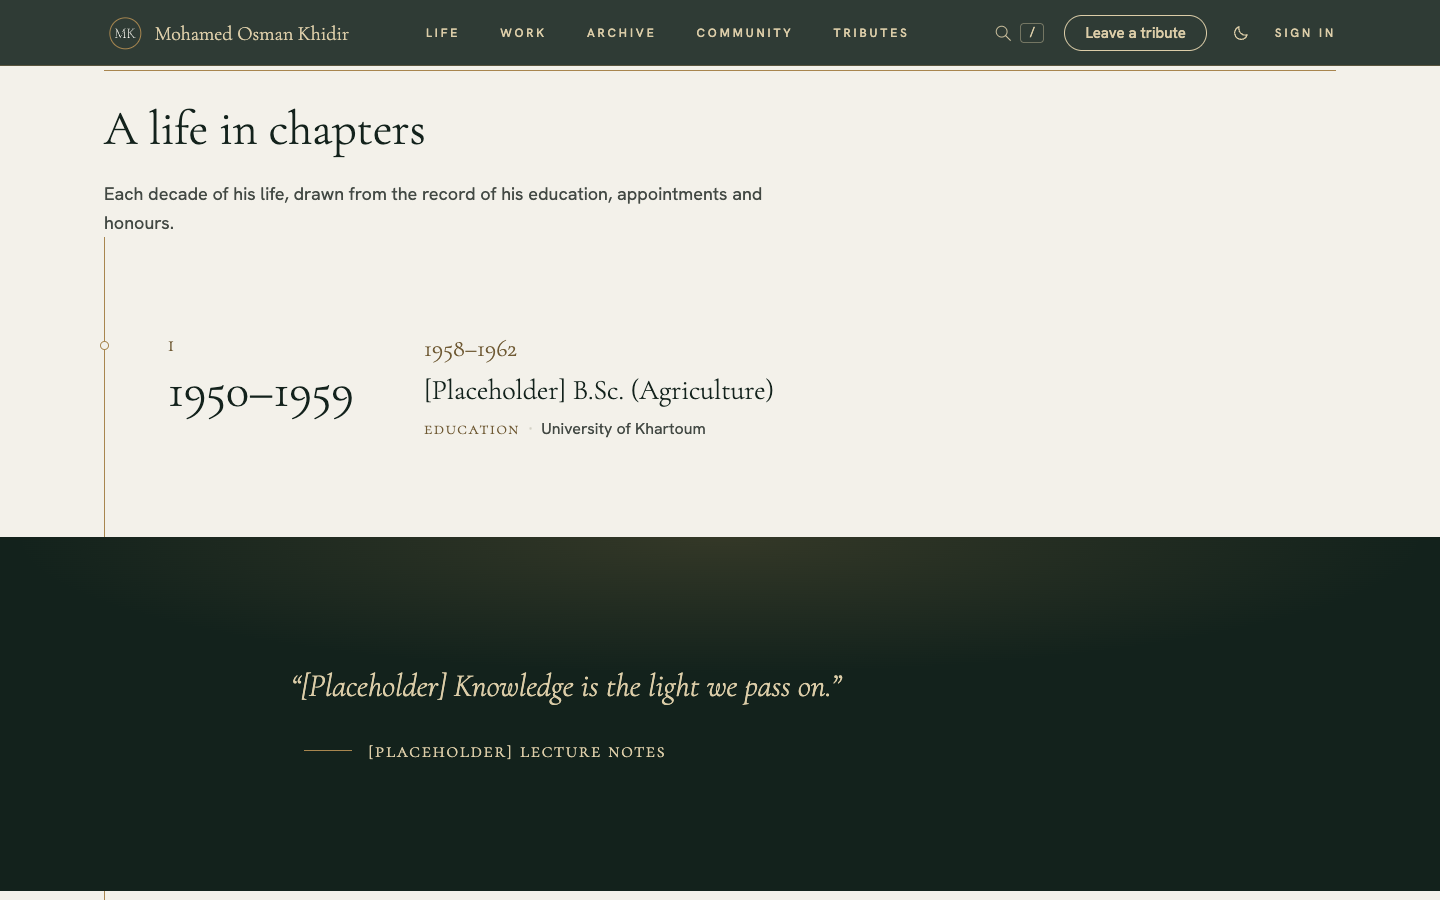 MK Mohamed Osman Khidir LIFE WORK ARCHIVE COMMUNITY TRIBUTES / Leave a tribute SIGN IN
A life in chapters
Each decade of his life, drawn from the record of his education, appointments and
honours.
I
1950–1959
1958–1962
[Placeholder] B.Sc. (Agriculture)
EDUCATION · University of Khartoum
“[Placeholder] Knowledge is the light we pass on.”
[PLACEHOLDER] LECTURE NOTES